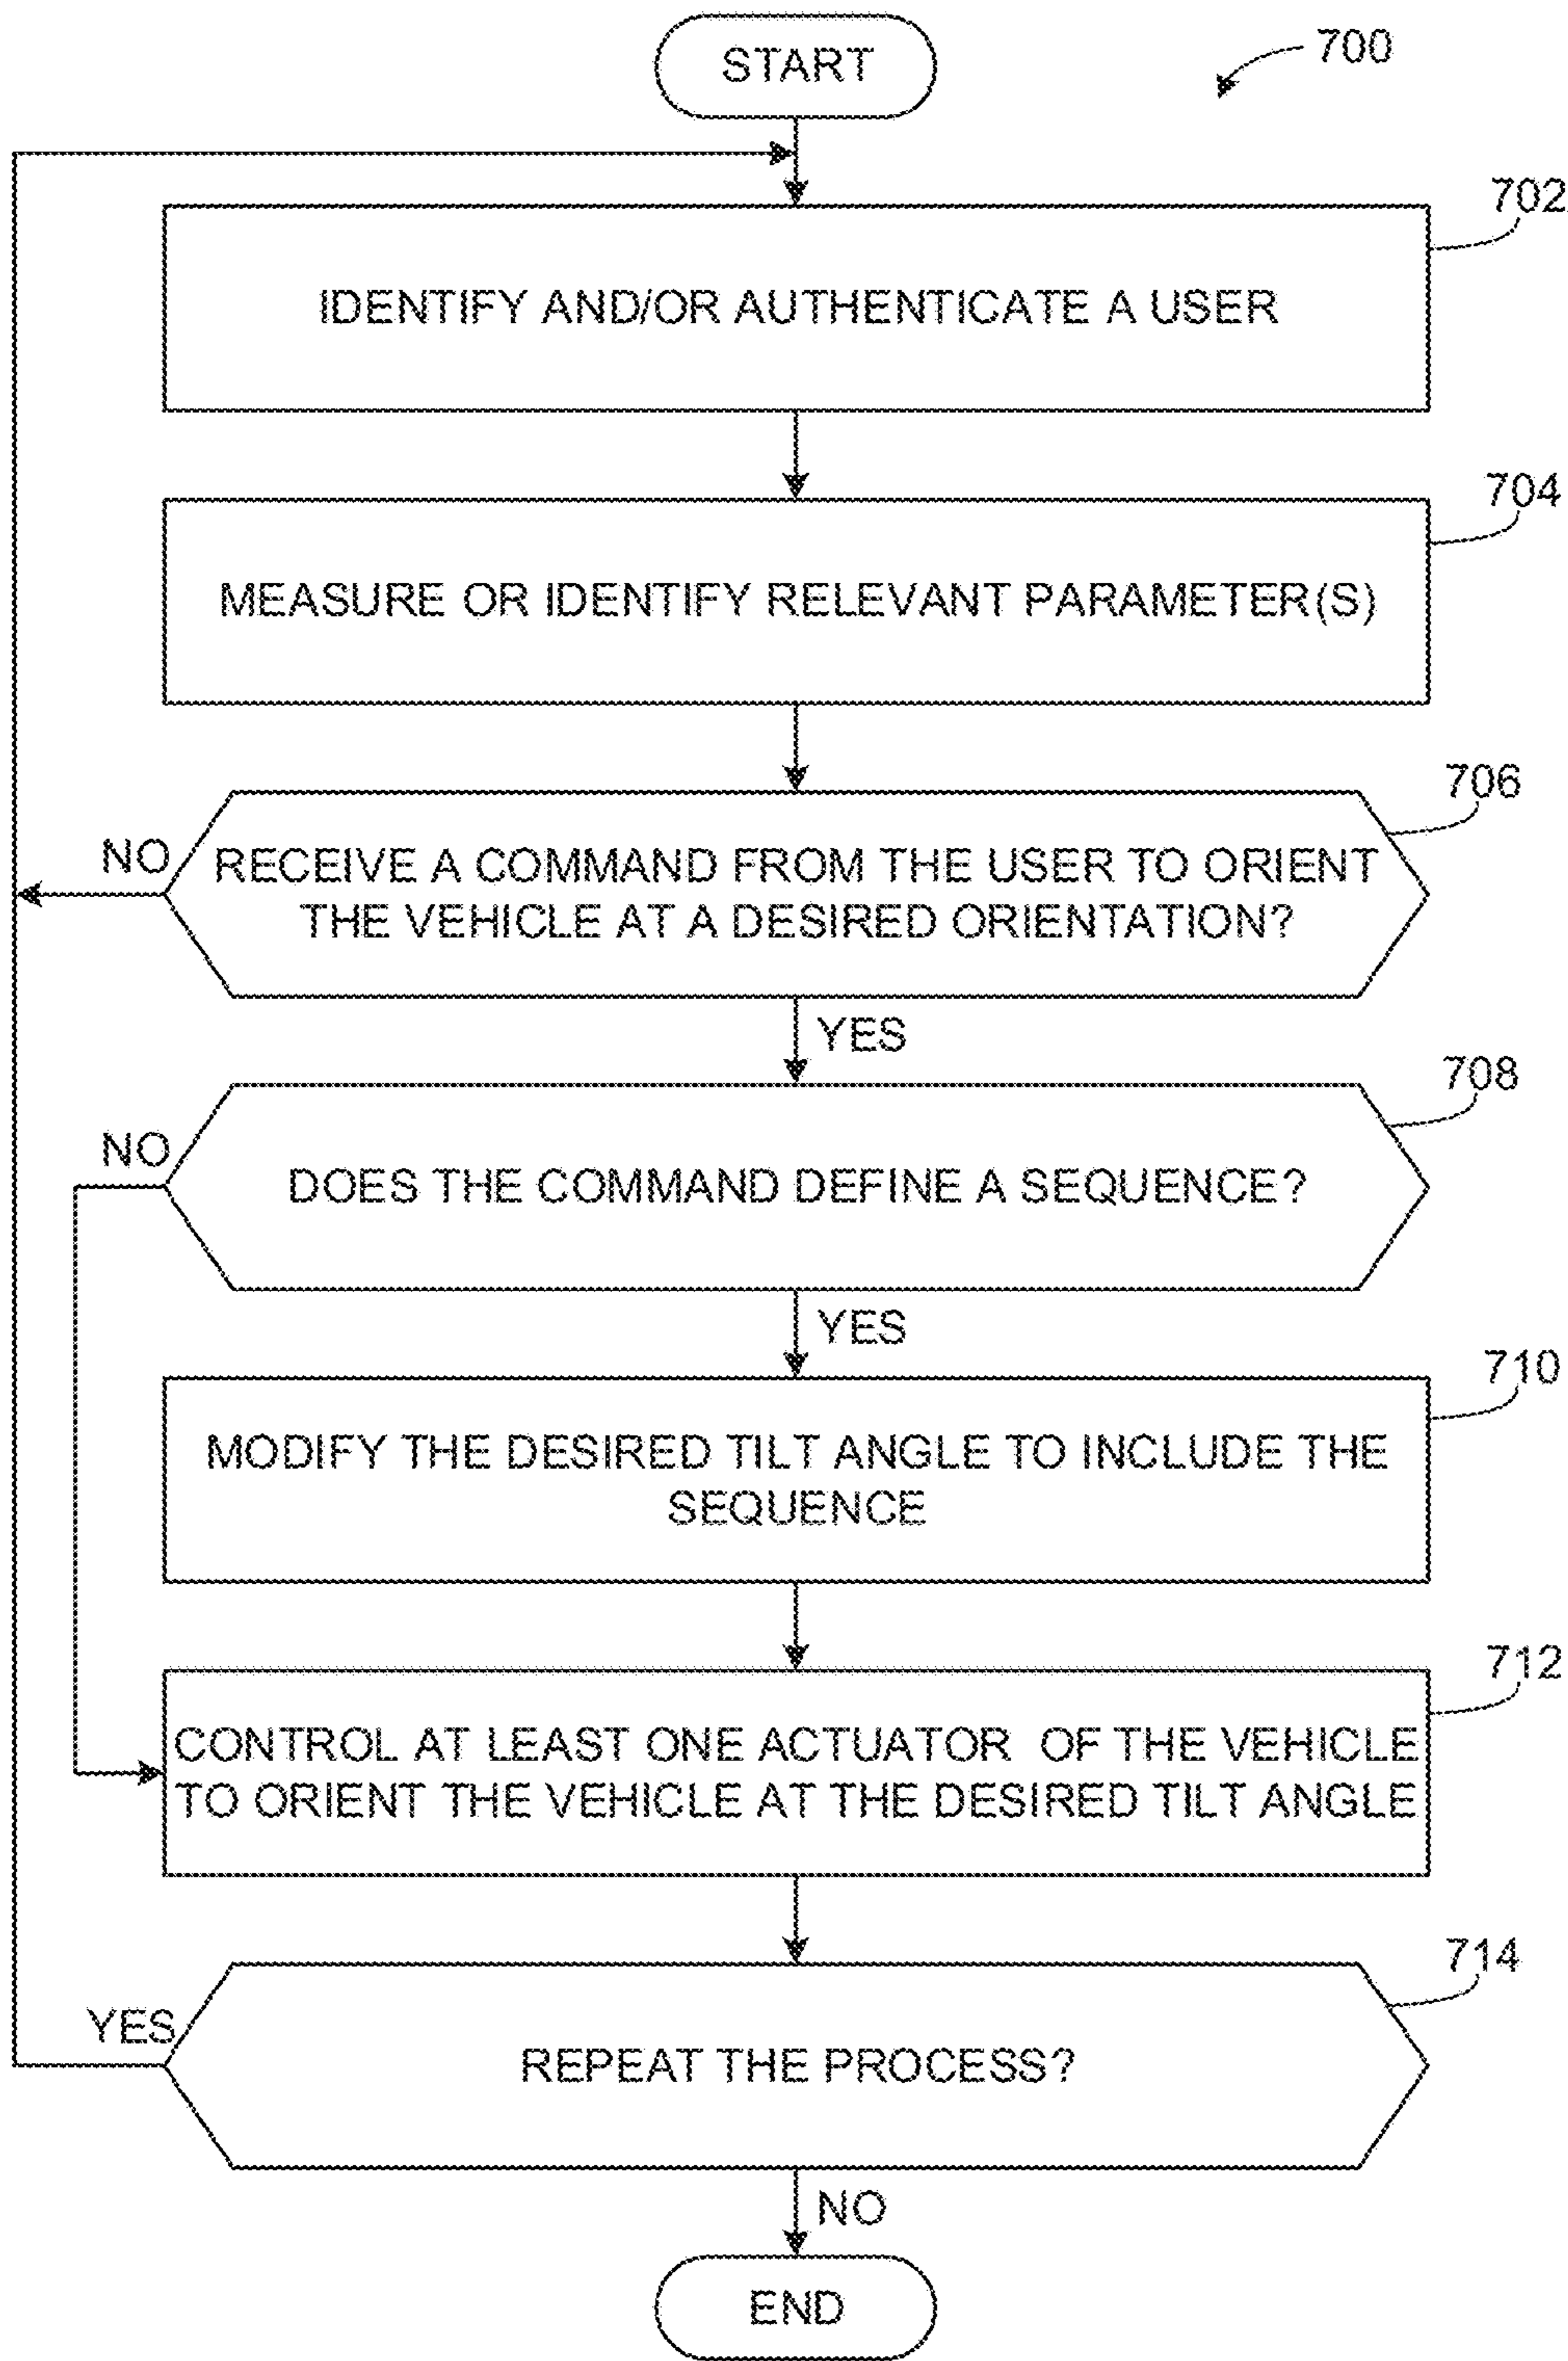 START
700
702
IDENTIFY AND/OR AUTHENTICATE A USER
704
MEASURE OR IDENTIFY RELEVANT PARAMETER(S)
706
NO
RECEIVE A COMMAND FROM THE USER TO ORIENT
THE VEHICLE AT A DESIRED ORIENTATION?
YES
708
NO
DOES THE COMMAND DEFINE A SEQUENCE?
YES
710
MODIFY THE DESIRED TILT ANGLE TO INCLUDE THE
SEQUENCE
712
CONTROL AT LEAST ONE ACTUATOR OF THE VEHICLE
TO ORIENT THE VEHICLE AT THE DESIRED TILT ANGLE
714
YES
REPEAT THE PROCESS?
NO
END